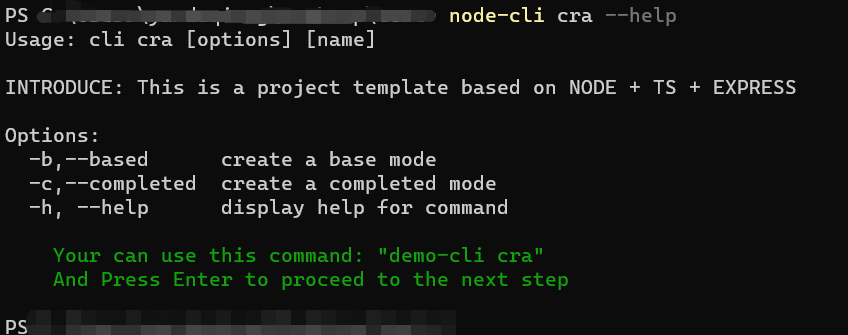 PS node-cli cra --help
Usage: cli cra [options] [name]
INTRODUCE: This is a project template based on NODE + TS + EXPRESS
Options:
-b,--based create a base mode
-c,--completed create a completed mode
-h, --help display help for command
Your can use this command: "demo-cli cra"
And Press Enter to proceed to the next step
PS